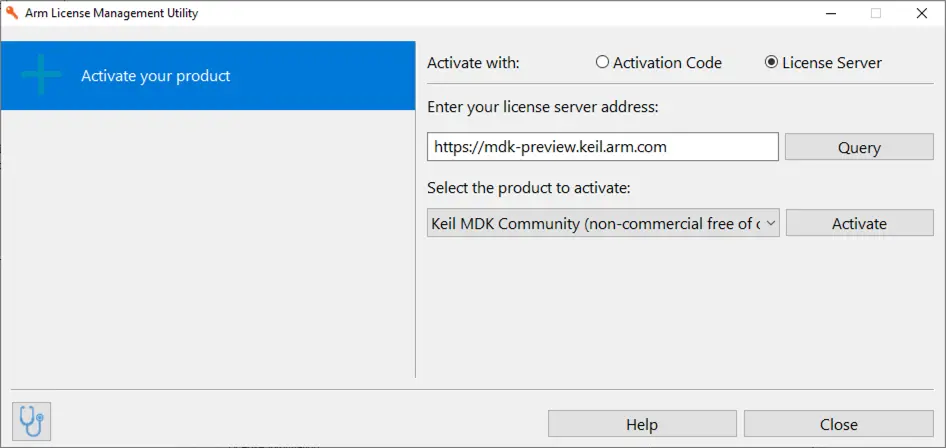 Arm License Management Utility
Activate your product
Activate with:
Activation Code
License Server
Enter your license server address:
https://mdk-preview.keil.arm.com
Query
Select the product to activate:
Keil MDK Community (non-commercial free of c
Activate
Help
Close